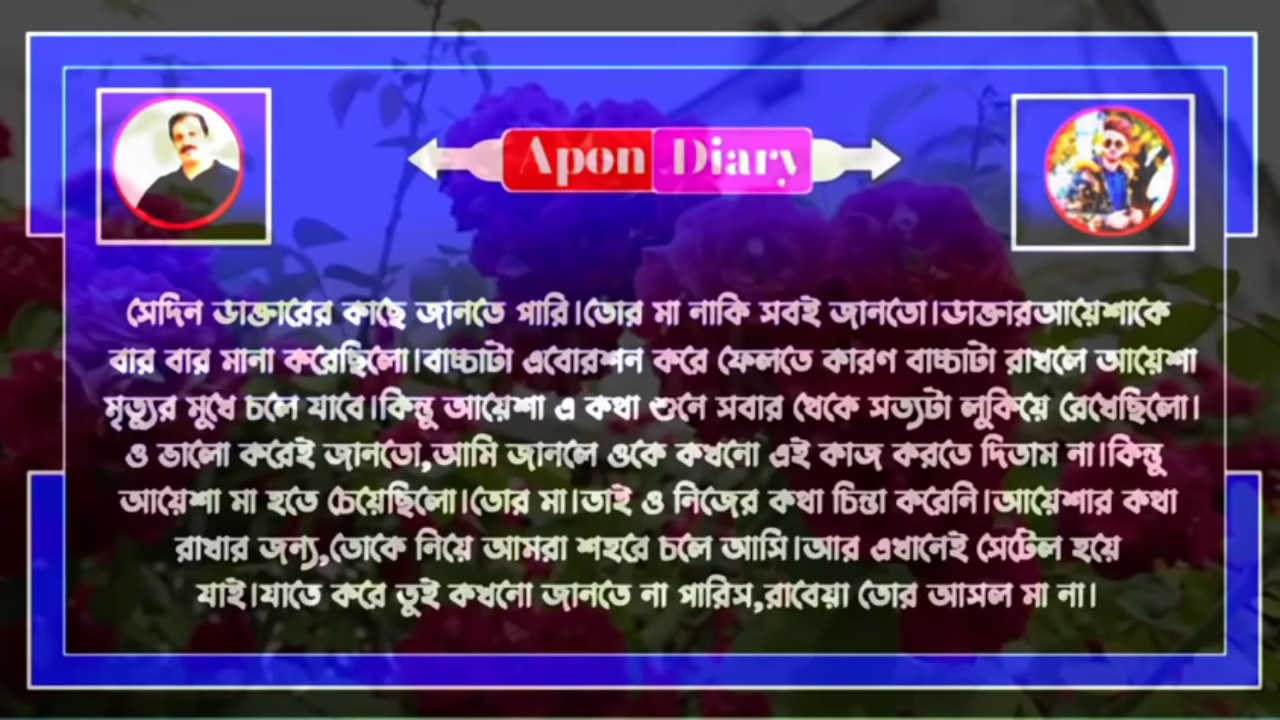 Apon Diary
সেদিন ডাক্তারের কাছে জানতে পারি।তোর মা নাকি সবই জানতো।ডাক্তারআয়েশাকে
বার বার মানা করেছিলো।বাচ্চাটা এবোরশন করে ফেলতে কারণ বাচ্চাটা রাখলে আয়েশা
মৃত্যুর মুখে চলে যাবে।কিন্তু আয়েশা এ কথা শুনে সবার থেকে সত্যটা লুকিয়ে রেখেছিলো।
ও ভালো করেই জানতো,আমি জানলে ওকে কখনো এই কাজ করতে দিতাম না।কিন্তু
আয়েশা মা হতে চেয়েছিলো।তোর মা।তাই ও নিজের কথা চিন্তা করেনি।আয়েশার কথা
রাখার জন্য,তোকে নিয়ে আমরা শহরে চলে আসি।আর এখানেই সেটেল হয়ে
যাই।যাতে করে তুই কখনো জানতে না পারিস,রাবেয়া তোর আসল মা না।